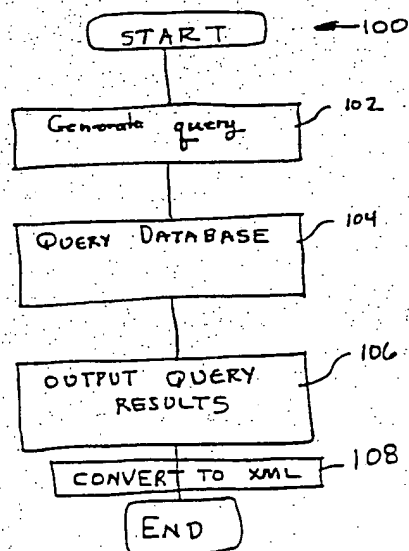 START 100
Generate query 102
QUERY DATABASE 104
OUTPUT QUERY 106
RESULTS
CONVERT TO XML 108
END